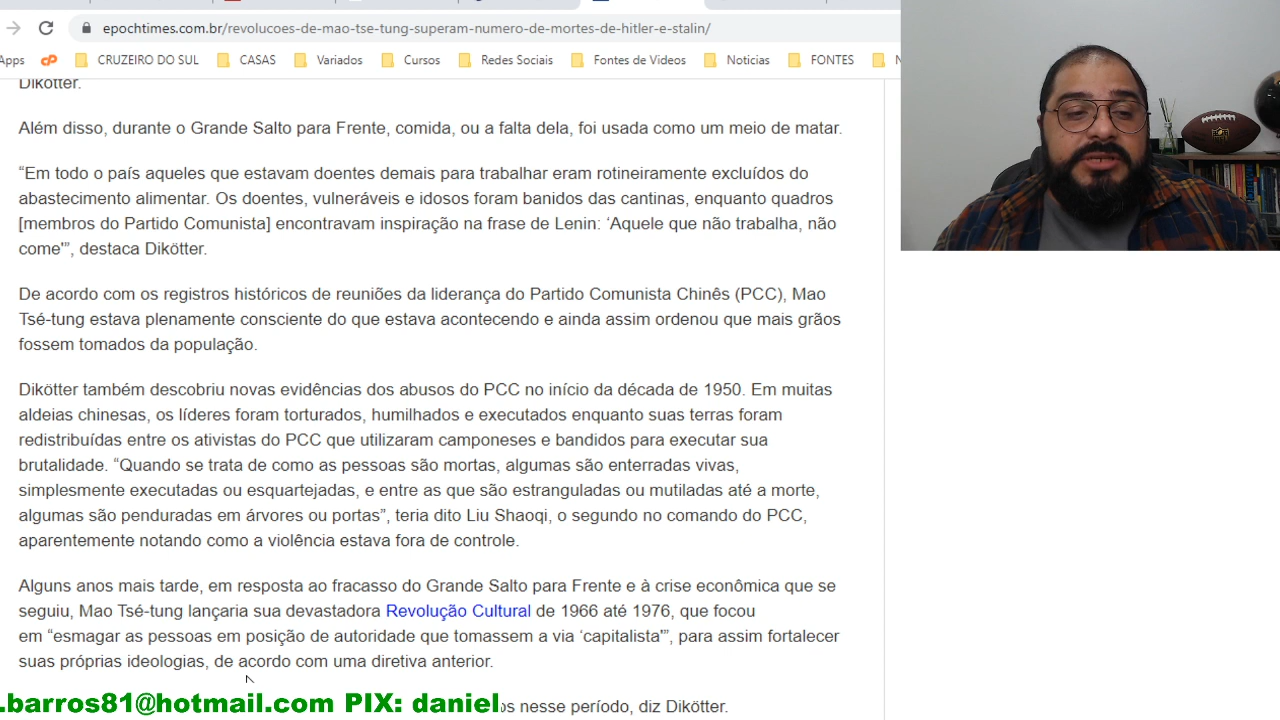 epochtimes.com.br/revolucoes-de-mao-tse-tung-superam-numero-de-mortes-de-hitler-e-stalin/
Apps CRUZEIRO DO SUL CASAS Variados Cursos Redes Sociais Fontes de Videos Noticias FONTES
Dikötter.
Além disso, durante o Grande Salto para Frente, comida, ou a falta dela, foi usada como um meio de matar.
“Em todo o país aqueles que estavam doentes demais para trabalhar eram rotineiramente excluídos do
abastecimento alimentar. Os doentes, vulneráveis e idosos foram banidos das cantinas, enquanto quadros
[membros do Partido Comunista] encontravam inspiração na frase de Lenin: ‘Aquele que não trabalha, não
come'”, destaca Dikötter.
De acordo com os registros históricos de reuniões da liderança do Partido Comunista Chinês (PCC), Mao
Tsé-tung estava plenamente consciente do que estava acontecendo e ainda assim ordenou que mais grãos
fossem tomados da população.
Dikötter também descobriu novas evidências dos abusos do PCC no início da década de 1950. Em muitas
aldeias chinesas, os líderes foram torturados, humilhados e executados enquanto suas terras foram
redistribuídas entre os ativistas do PCC que utilizaram camponeses e bandidos para executar sua
brutalidade. “Quando se trata de como as pessoas são mortas, algumas são enterradas vivas,
simplesmente executadas ou esquartejadas, e entre as que são estranguladas ou mutiladas até a morte,
algumas são penduradas em árvores ou portas”, teria dito Liu Shaoqi, o segundo no comando do PCC,
aparentemente notando como a violência estava fora de controle.
Alguns anos mais tarde, em resposta ao fracasso do Grande Salto para Frente e à crise econômica que se
seguiu, Mao Tsé-tung lançaria sua devastadora Revolução Cultural de 1966 até 1976, que focou
em “esmagar as pessoas em posição de autoridade que tomassem a via ‘capitalista'”, para assim fortalecer
suas próprias ideologias, de acordo com uma diretiva anterior.
.barros81@hotmail.com PIX: daniel
nesse período, diz Dikötter.